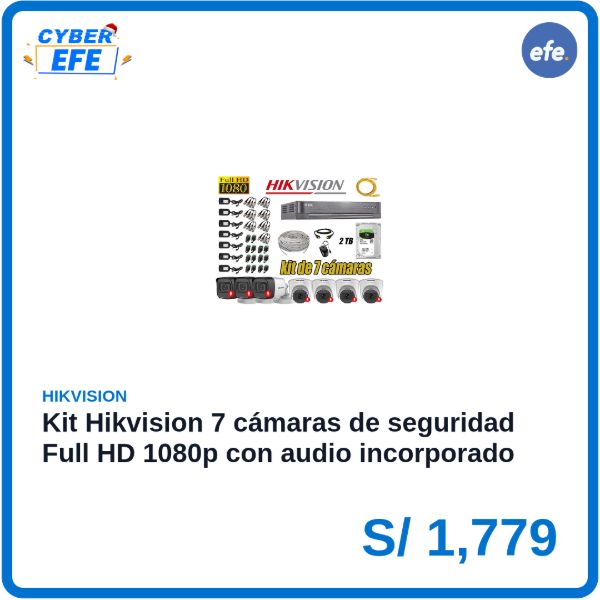 CYBER
EFE
efe.
Full HD
1080
HIKVISION
2 TB
kit de 7 cámaras
HIKVISION
Kit Hikvision 7 cámaras de seguridad
Full HD 1080p con audio incorporado
S/ 1,779